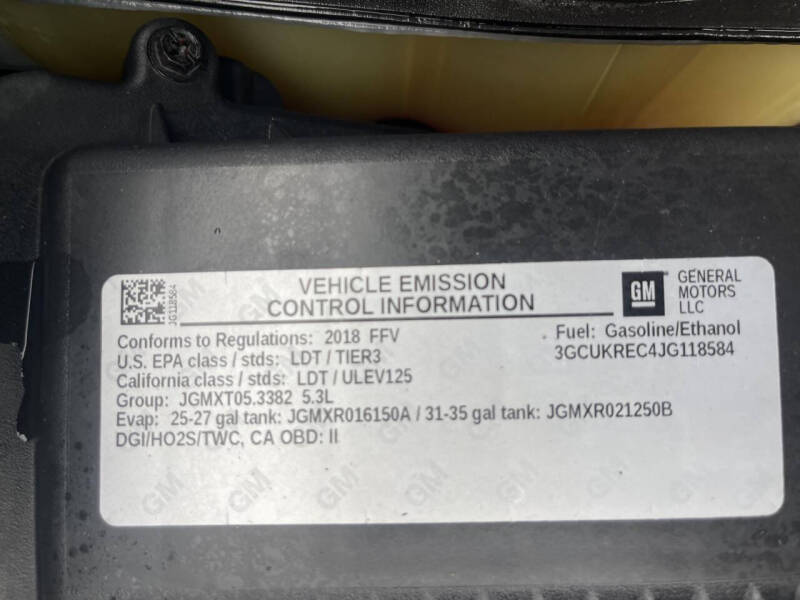 VEHICLE EMISSION
CONTROL INFORMATION
GM
GENERAL
MOTORS
LLC
JG118584
Conforms to Regulations: 2018 FFV
Fuel: Gasoline/Ethanol
U.S. EPA class / stds: LDT / TIER3
3GCUKREC4JG118584
California class / stds: LDT / ULEV125
Group: JGMXT05.3382 5.3L
Evap: 25-27 gal tank: JGMXR016150A / 31-35 gal tank: JGMXR021250B
DGI/HO2S/TWC, CA OBD: II